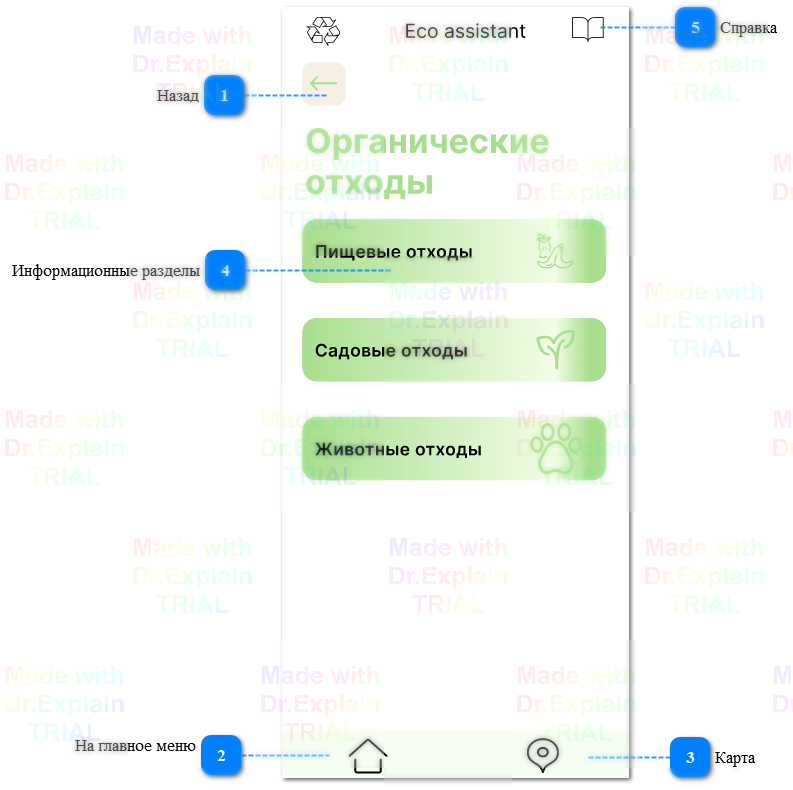 Eco assistant
5 Справка
Назад 1
Органические
отходы
Пищевые отходы
Информационные разделы 4
Садовые отходы
Животные отходы
На главное меню 2
3 Карта
Made with
Dr.Explain
TRIAL